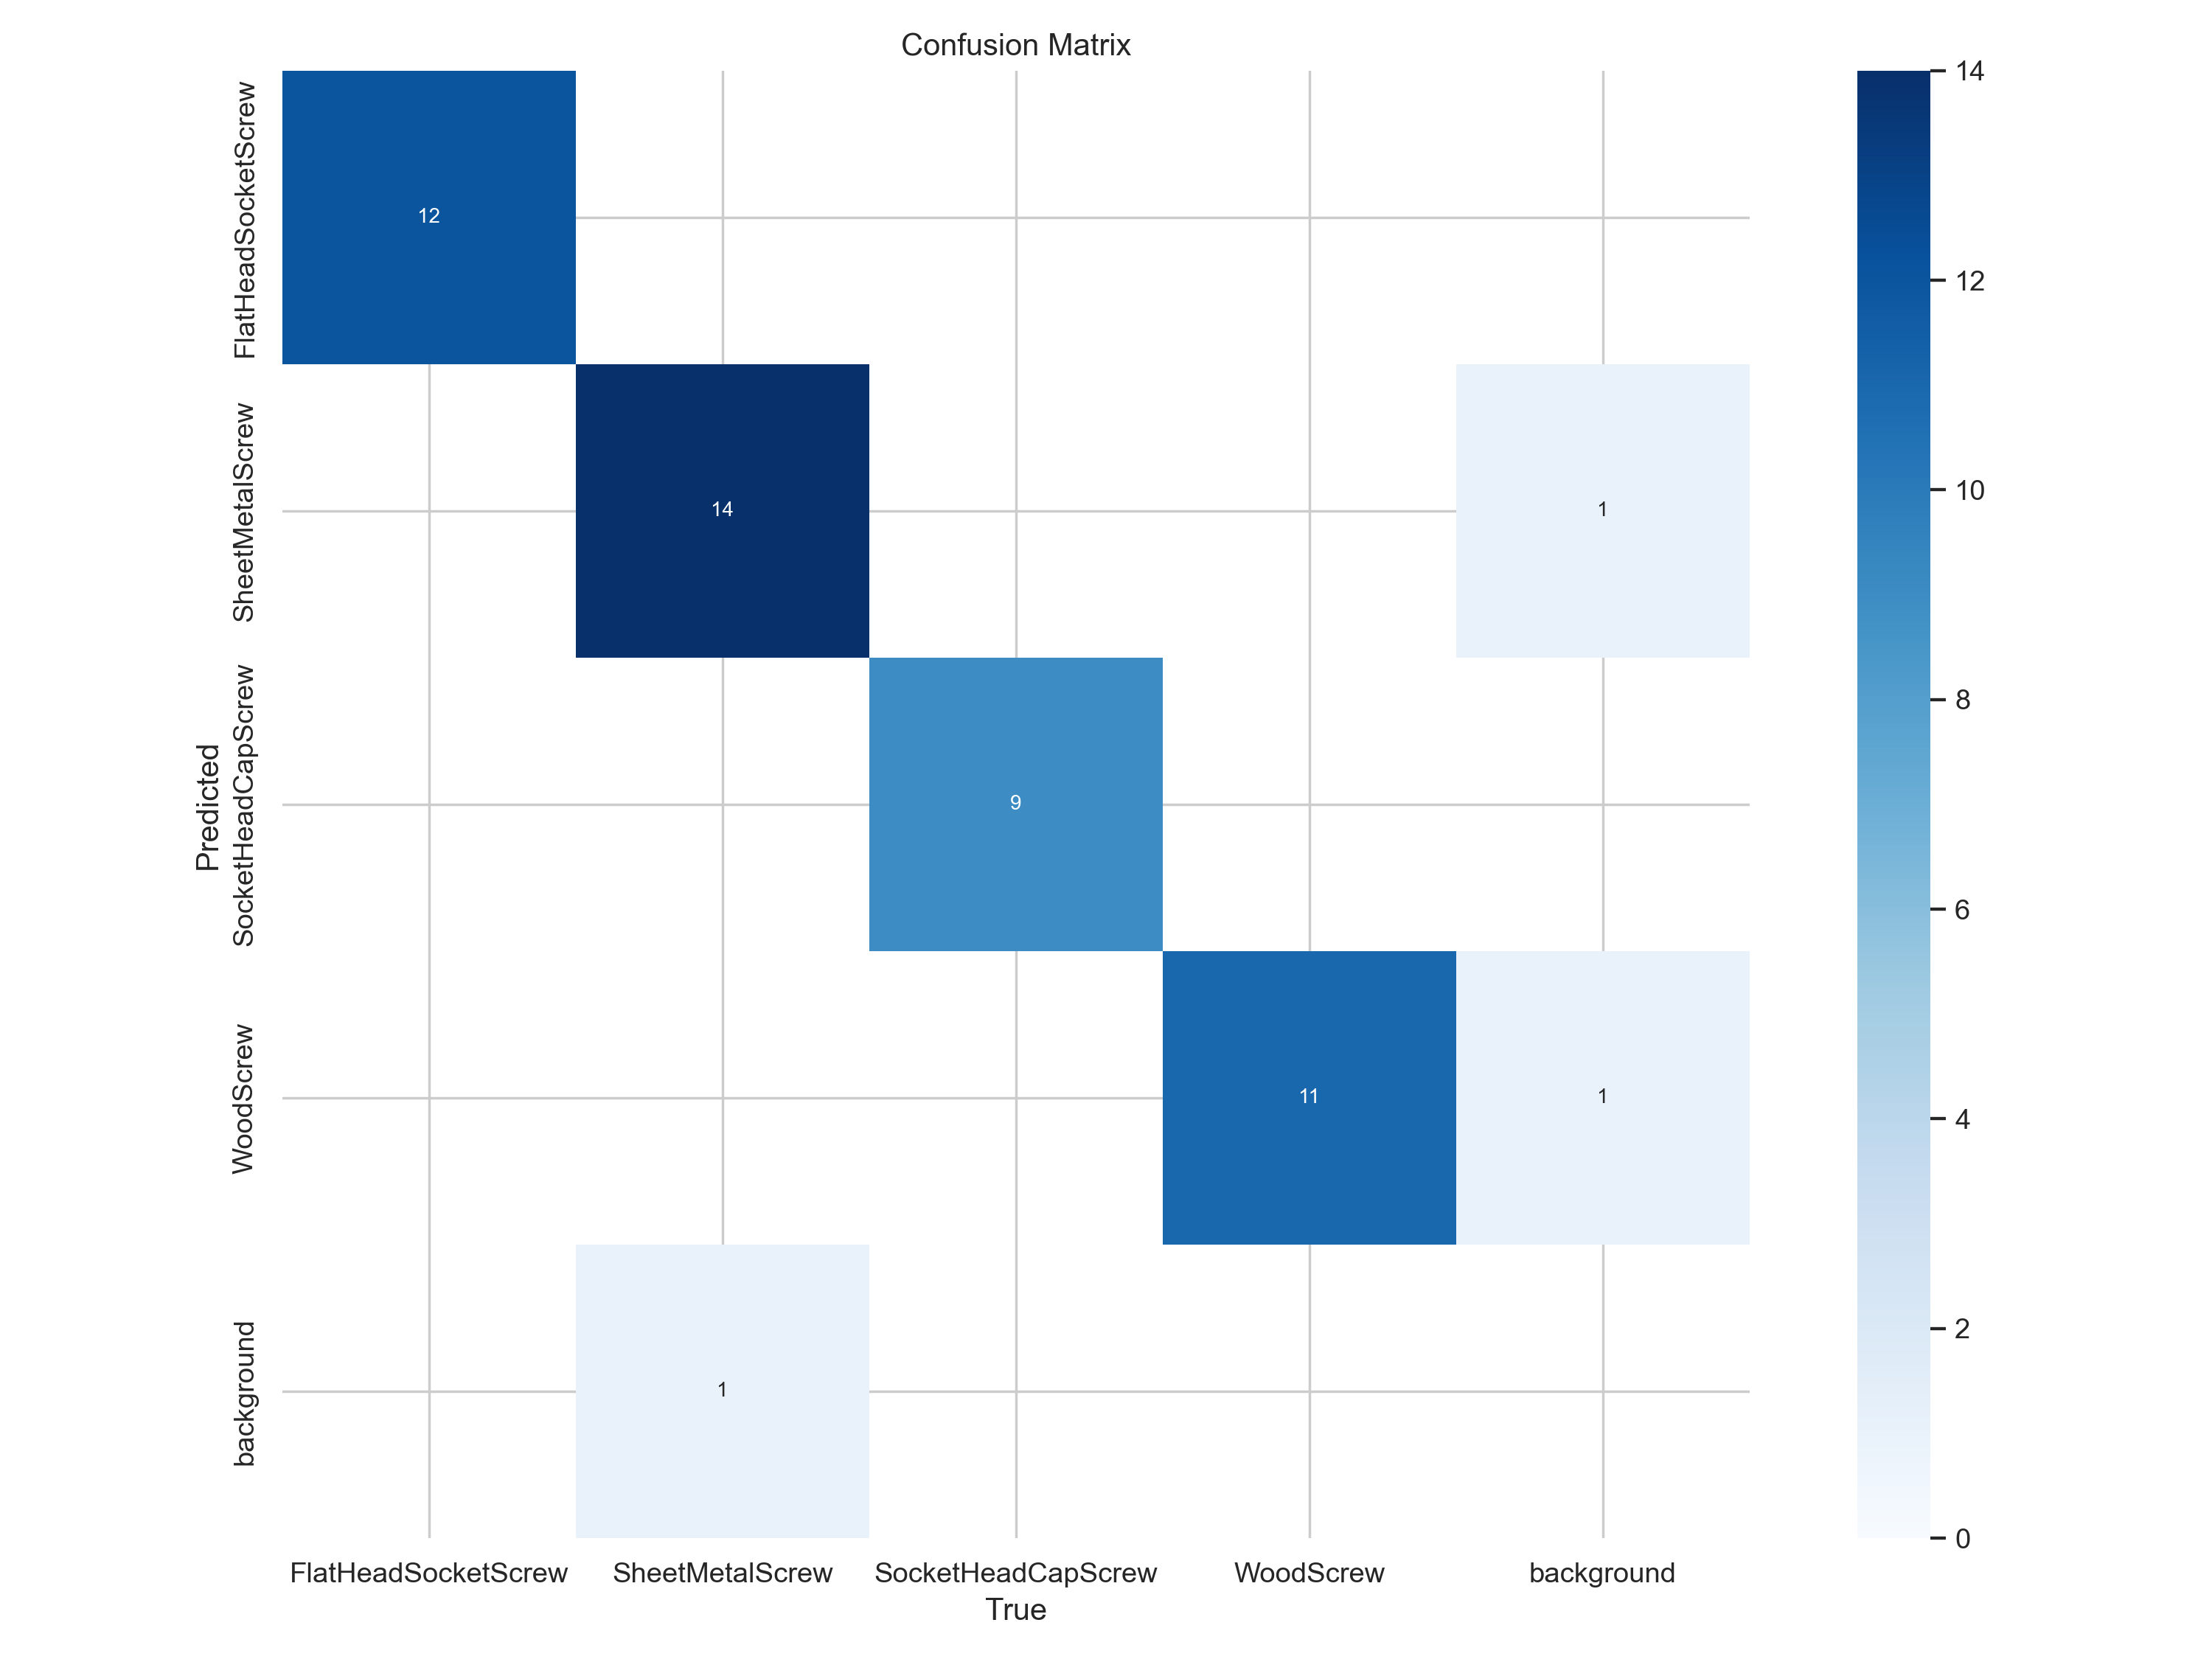 Confusion Matrix
Predicted
FlatHeadSocketScrew
SheetMetalScrew
SocketHeadCapScrew
WoodScrew
background
12
14
1
9
11
1
1
FlatHeadSocketScrew
SheetMetalScrew
SocketHeadCapScrew
WoodScrew
background
True
14
12
10
8
6
4
2
0